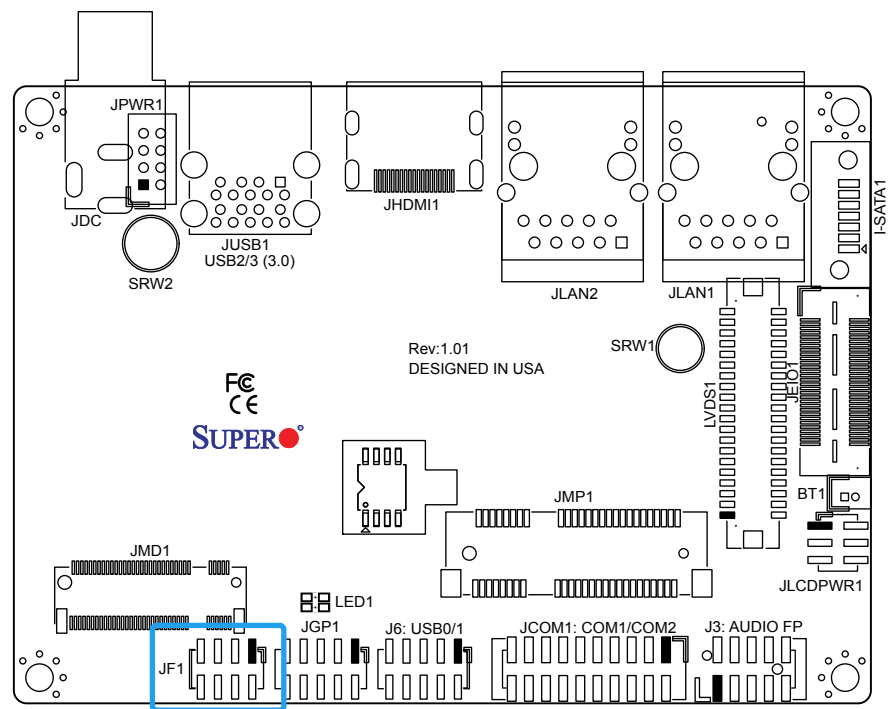 JPWR1
JDC
JUSB1
USB2/3 (3.0)
SRW2
JHDMI1
JLAN2
JLAN1
I-SATA1
Rev:1.01
DESIGNED IN USA
SRW1
LVDS1
JEIO1
FC
CE
SUPER
BT1
JMP1
JLCDPWR1
JMD1
LED1
JF1
JGP1
J6: USB0/1
JCOM1: COM1/COM2
J3: AUDIO FP